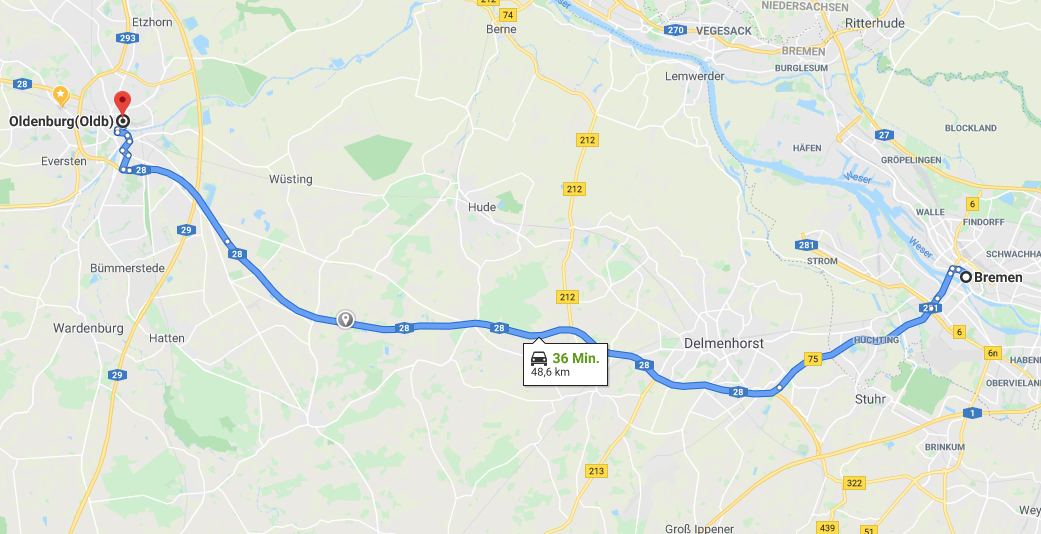 Etzhorn
293
28
Oldenburg(Oldb)
Eversten
28
Wüsting
29
28
Bümmerstede
Wardenburg
Hatten
29
212
74
Berne
212
212
Hude
212
28
28
36 Min.
48,6 km
28
Delmenhorst
28
213
Groß Ippener
NIEDERSACHSEN
Ritterhude
270
VEGESACK
BREMEN
BURGLESUM
Lemwerder
27
BLOCKLAND
HÄFEN
GRÖPELINGEN
Weser
6
WALLE
FINDORFF
281
STROM
Weser
SCHWACHHA
Bremen
281
6
HUCHTING
75
6n
HABEN
OBERVIELAN
Stuhr
1
BRINKUM
322
439
51
Wey